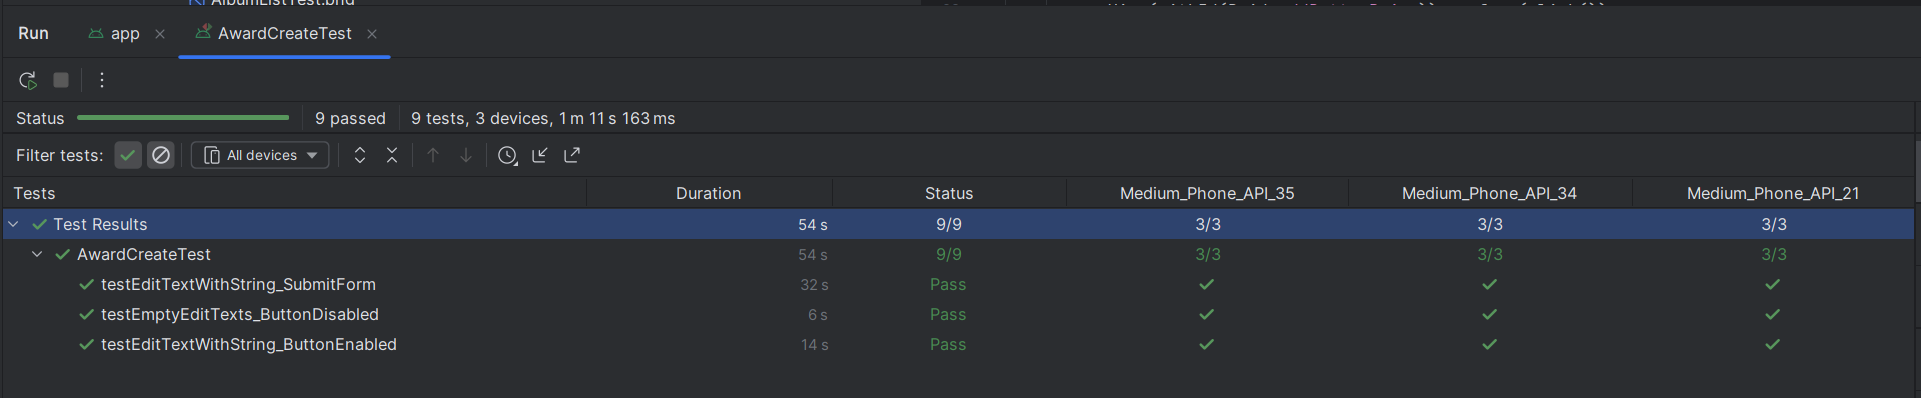 AlbumListTest.png
Run app AwardCreateTest
Status 9 passed 9 tests, 3 devices, 1 m 11 s 163 ms
Filter tests: All devices
Tests Duration Status Medium_Phone_API_35 Medium_Phone_API_34 Medium_Phone_API_21
Test Results 54 s 9/9 3/3 3/3 3/3
AwardCreateTest 54 s 9/9 3/3 3/3 3/3
testEditTextWithString_SubmitForm 32 s Pass
testEmptyEditTexts_ButtonDisabled 6 s Pass
testEditTextWithString_ButtonEnabled 14 s Pass